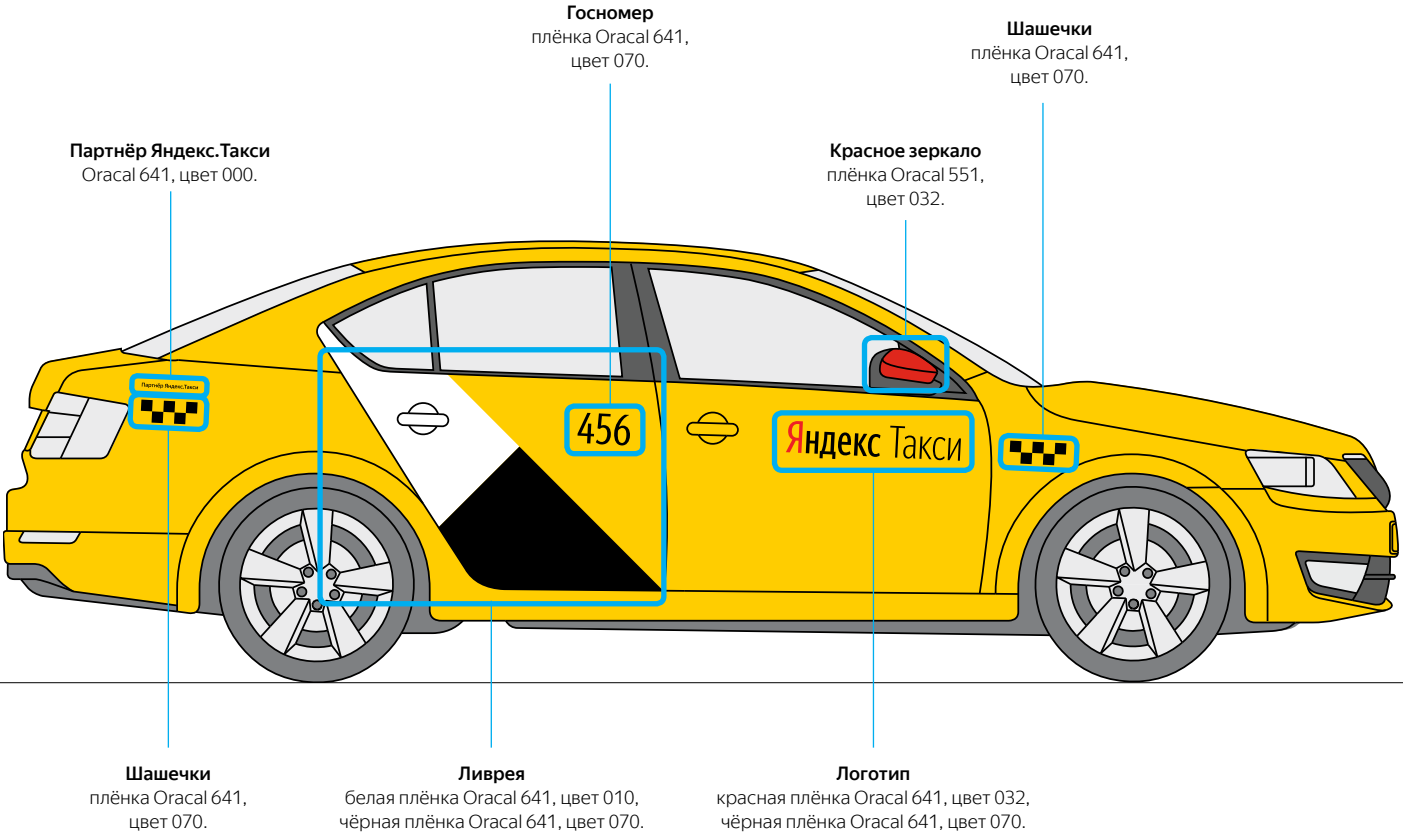 Госномер
плёнка Oracal 641,
цвет 070.
Шашечки
плёнка Oracal 641,
цвет 070.
Партнёр Яндекс.Такси
Oracal 641, цвет 000.
Красное зеркало
плёнка Oracal 551,
цвет 032.
Партнёр Яндекс.Такси
456
Яндекс Такси
Шашечки
плёнка Oracal 641,
цвет 070.
Ливрея
белая плёнка Oracal 641, цвет 010,
чёрная плёнка Oracal 641, цвет 070.
Логотип
красная плёнка Oracal 641, цвет 032,
чёрная плёнка Oracal 641, цвет 070.